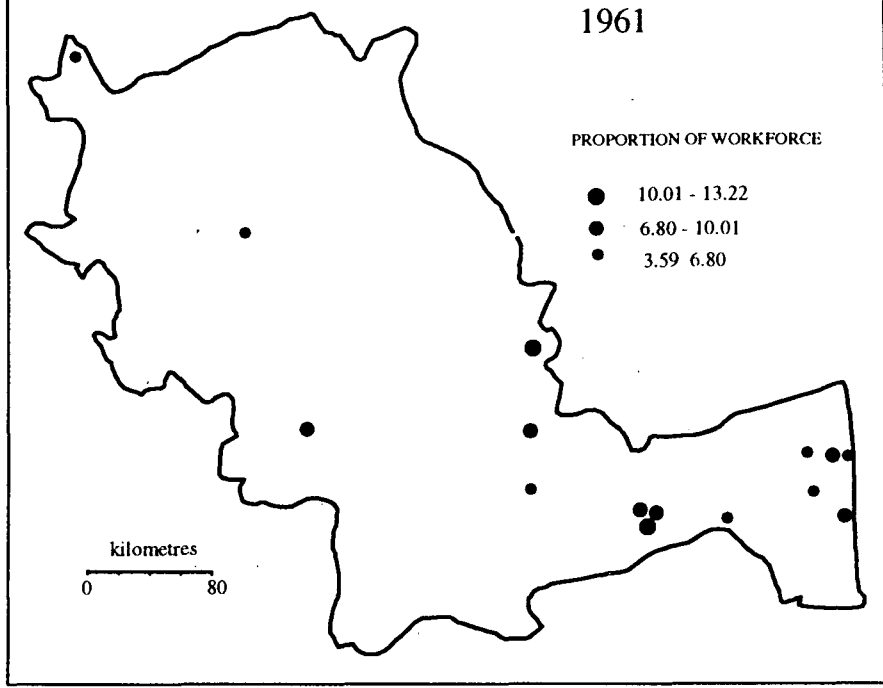 1961
PROPORTION OF WORKFORCE
10.01 - 13.22
6.80 - 10.01
3.59 6.80
kilometres
0 80